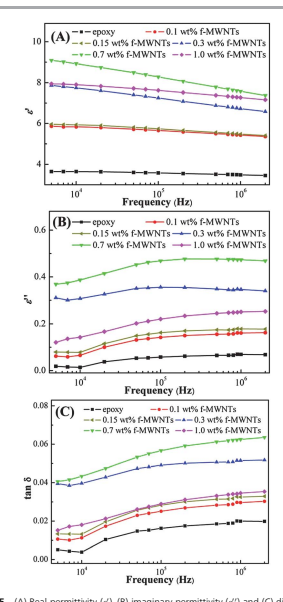 (A)
epoxy 0.1 wt% f-MWNTs
0.15 wt% f-MWNTs 0.3 wt% f-MWNTs
0.7 wt% f-MWNTs 1.0 wt% f-MWNTs
10
8
6
4
ε'
10⁴ 10⁵ 10⁶
Frequency (Hz)
(B)
epoxy 0.1 wt% f-MWNTs
0.15 wt% f-MWNTs 0.3 wt% f-MWNTs
0.7 wt% f-MWNTs 1.0 wt% f-MWNTs
0.6
0.4
0.2
0.0
ε''
10⁴ 10⁵ 10⁶
Frequency (Hz)
(C)
epoxy 0.1 wt% f-MWNTs
0.15 wt% f-MWNTs 0.3 wt% f-MWNTs
0.7 wt% f-MWNTs 1.0 wt% f-MWNTs
0.08
0.06
0.04
0.02
0.00
tan δ
10⁴ 10⁵ 10⁶
Frequency (Hz)
(A) Real permittivity (ε′), (B) imaginary permittivity (ε′′) and (C) di